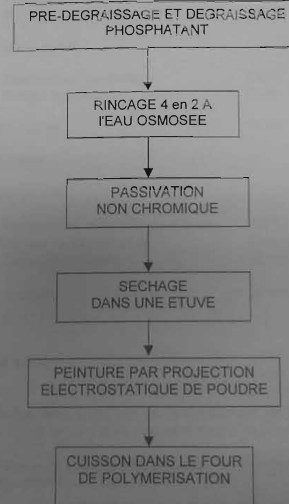 PRE-DEGRAISSAGE ET DEGRAISSAGE
PHOSPHATANT
RINCAGE 4 en 2 A
l'EAU OSMOSEE
PASSIVATION
NON CHROMIQUE
SECHAGE
DANS UNE ETUVE
PEINTURE PAR PROJECTION
ELECTROSTATIQUE DE POUDRE
CUISSON DANS LE FOUR
DE POLYMERISATION